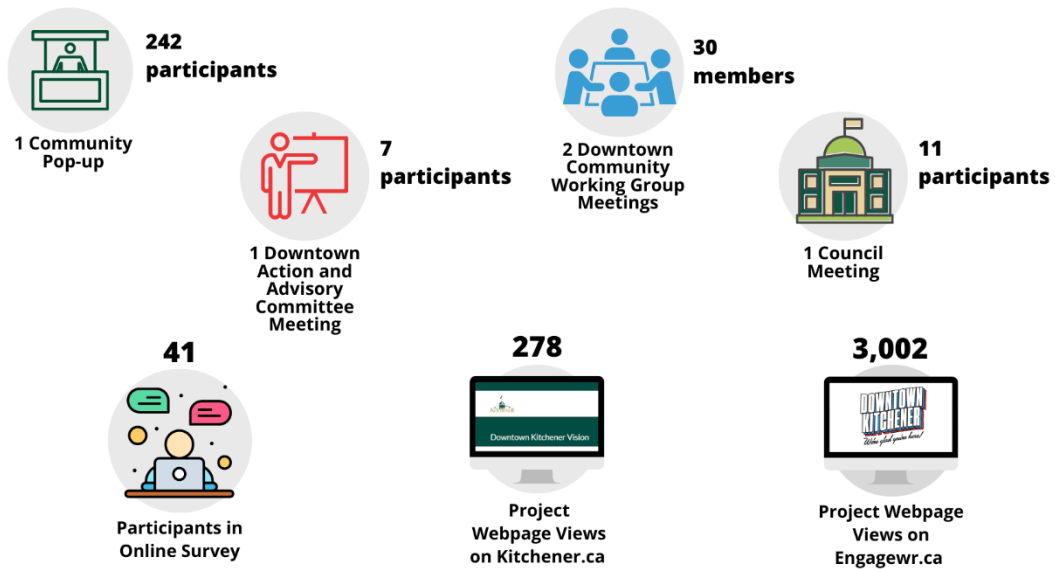 242
participants
1 Community
Pop-up
7
participants
1 Downtown
Action and
Advisory
Committee
Meeting
30
members
2 Downtown
Community
Working Group
Meetings
11
participants
1 Council
Meeting
41
Participants in
Online Survey
278
Downtown Kitchener Vision
Project
Webpage Views
on Kitchener.ca
3,002
DOWNTOWN
KITCHENER
We're glad you're here!
Project Webpage
Views on
Engagewr.ca